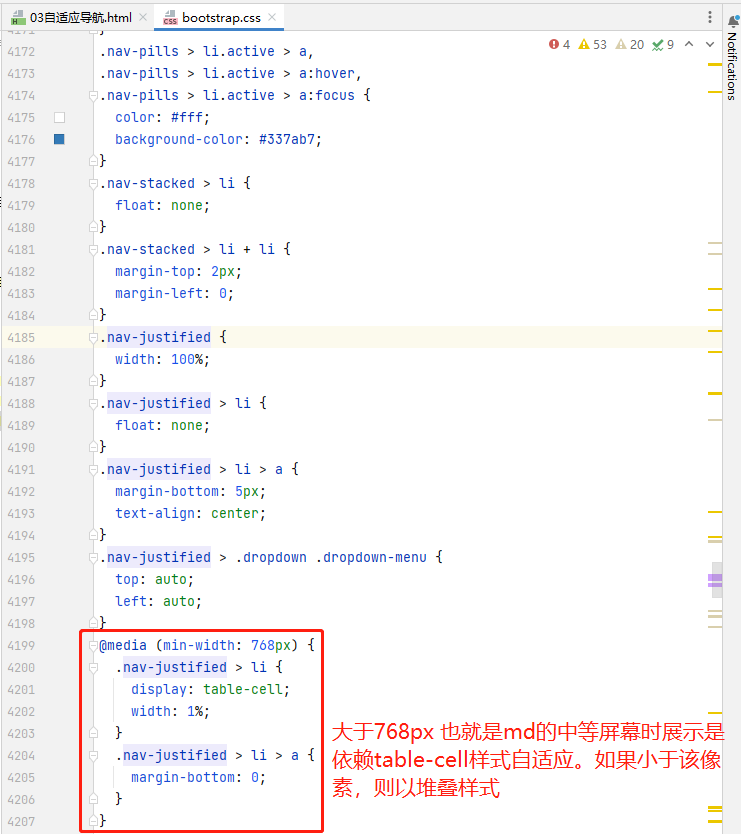 03自适应导航.html
bootstrap.css
4 53 20 9
Notifications
4171 }
4172 .nav-pills > li.active > a,
4173 .nav-pills > li.active > a:hover,
4174 .nav-pills > li.active > a:focus {
4175 color: #fff;
4176 background-color: #337ab7;
4177 }
4178 .nav-stacked > li {
4179 float: none;
4180 }
4181 .nav-stacked > li + li {
4182 margin-top: 2px;
4183 margin-left: 0;
4184 }
4185 .nav-justified {
4186 width: 100%;
4187 }
4188 .nav-justified > li {
4189 float: none;
4190 }
4191 .nav-justified > li > a {
4192 margin-bottom: 5px;
4193 text-align: center;
4194 }
4195 .nav-justified > .dropdown .dropdown-menu {
4196 top: auto;
4197 left: auto;
4198 }
4199 @media (min-width: 768px) {
4200 .nav-justified > li {
4201 display: table-cell;
4202 width: 1%;
4203 }
4204 .nav-justified > li > a {
4205 margin-bottom: 0;
4206 }
4207 }
大于768px 也就是md的中等屏幕时展示是
依赖table-cell样式自适应。如果小于该像
素，则以堆叠样式